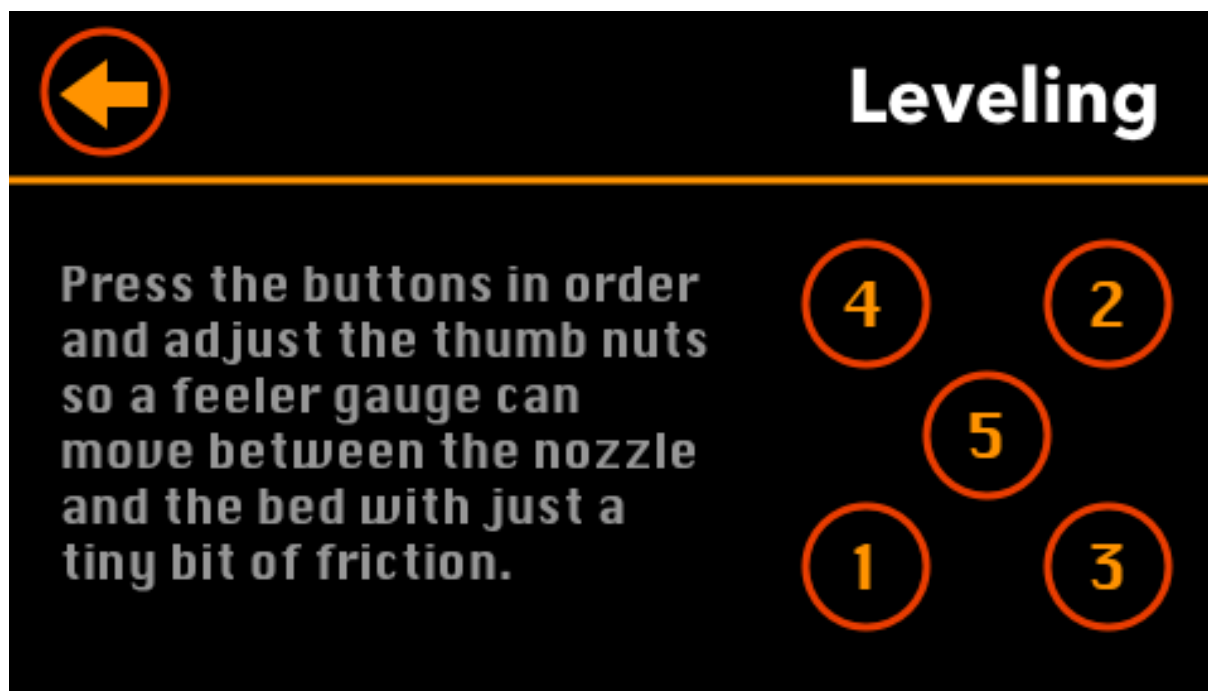 Leveling
Press the buttons in order
and adjust the thumb nuts
so a feeler gauge can
move between the nozzle
and the bed with just a
tiny bit of friction.
4 2
5
1 3